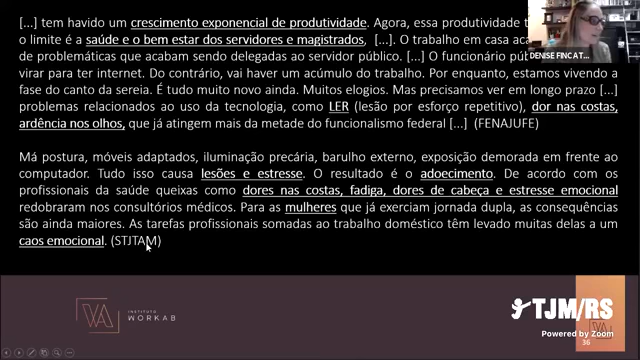 [...] tem havido um crescimento exponencial de produtividade. Agora, essa produtividade t
o limite é a saúde e o bem estar dos servidores e magistrados, [...]. O trabalho em casa
de problemáticas que acabam sendo delegadas ao servidor público. [...] O funcionário
virar para ter internet. Do contrário, vai haver um acúmulo do trabalho. Por enquanto, estamos vivendo a
fase do canto da sereia. É tudo muito novo ainda. Muitos elogios. Mas precisamos ver em longo prazo [...]
problemas relacionados ao uso da tecnologia, como LER (lesão por esforço repetitivo), dor nas costas,
ardência nos olhos, que já atingem mais da metade do funcionalismo federal [...] (FENAJUFE)
Má postura, móveis adaptados, iluminação precária, barulho externo, exposição demorada em frente ao
computador. Tudo isso causa lesões e estresse. O resultado é o adoecimento. De acordo com os
profissionais da saúde queixas como dores nas costas, fadiga, dores de cabeça e estresse emocional
redobraram nos consultórios médicos. Para as mulheres que já exerciam jornada dupla, as consequências
são ainda maiores. As tarefas profissionais somadas ao trabalho doméstico têm levado muitas delas a um
caos emocional. (STJTAM)
DENISE FINCAT...
INSTITUTO
WORKAB
TJM/RS
Powered by Zoom
36